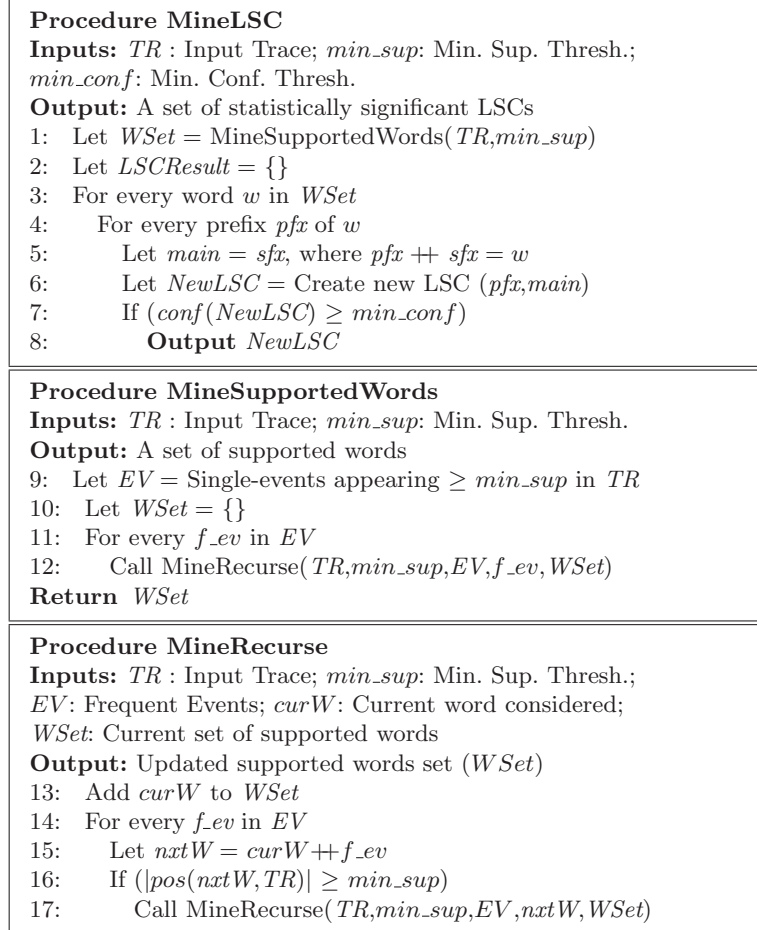 Procedure MineLSC
Inputs: TR : Input Trace; min_sup: Min. Sup. Thresh.;
min_conf: Min. Conf. Thresh.
Output: A set of statistically significant LSCs
1: Let WSet = MineSupportedWords(TR,min_sup)
2: Let LSCResult = {}
3: For every word w in WSet
4: For every prefix pfx of w
5: Let main = sfx, where pfx ++ sfx = w
6: Let NewLSC = Create new LSC (pfx,main)
7: If (conf(NewLSC) ≥ min_conf)
8: Output NewLSC
Procedure MineSupportedWords
Inputs: TR : Input Trace; min_sup: Min. Sup. Thresh.
Output: A set of supported words
9: Let EV = Single-events appearing ≥ min_sup in TR
10: Let WSet = {}
11: For every f_ev in EV
12: Call MineRecurse(TR,min_sup,EV,f_ev,WSet)
Return WSet
Procedure MineRecurse
Inputs: TR : Input Trace; min_sup: Min. Sup. Thresh.;
EV: Frequent Events; curW: Current word considered;
WSet: Current set of supported words
Output: Updated supported words set (WSet)
13: Add curW to WSet
14: For every f_ev in EV
15: Let nxtW = curW++f_ev
16: If (|pos(nxtW,TR)| ≥ min_sup)
17: Call MineRecurse(TR,min_sup,EV,nxtW,WSet)